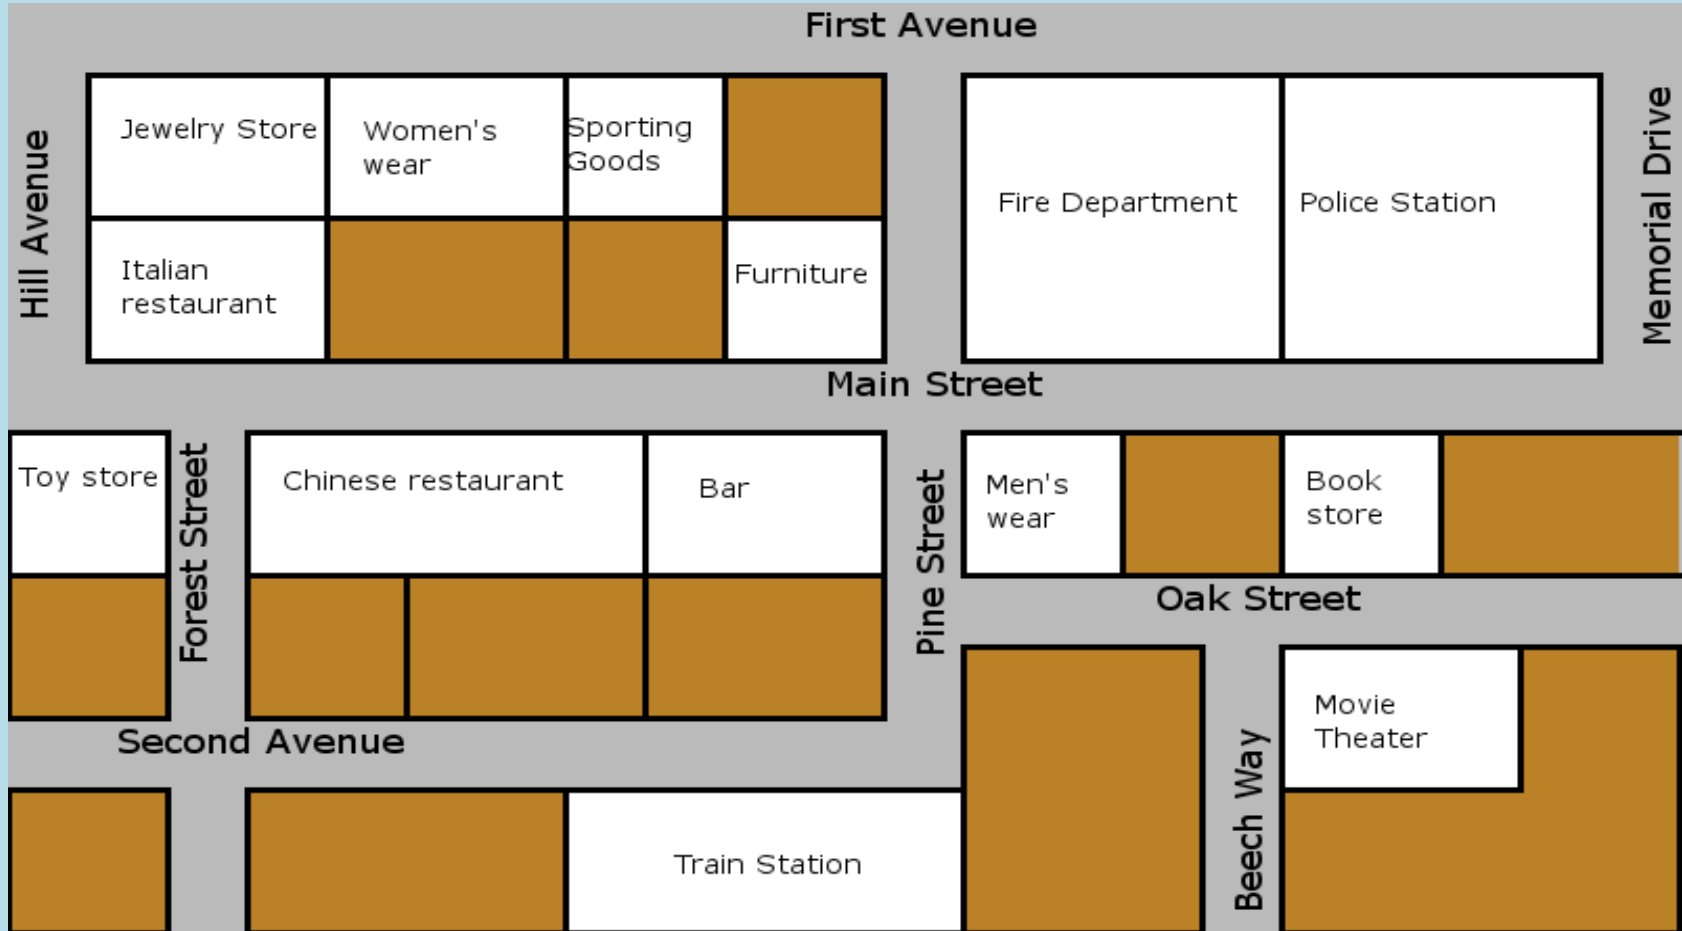 First Avenue
Hill Avenue
Jewelry Store
Women's
wear
Sporting
Goods
Italian
restaurant
Furniture
Fire Department
Police Station
Memorial Drive
Main Street
Toy store
Forest Street
Chinese restaurant
Bar
Pine Street
Men's
wear
Book
store
Oak Street
Second Avenue
Train Station
Beech Way
Movie
Theater